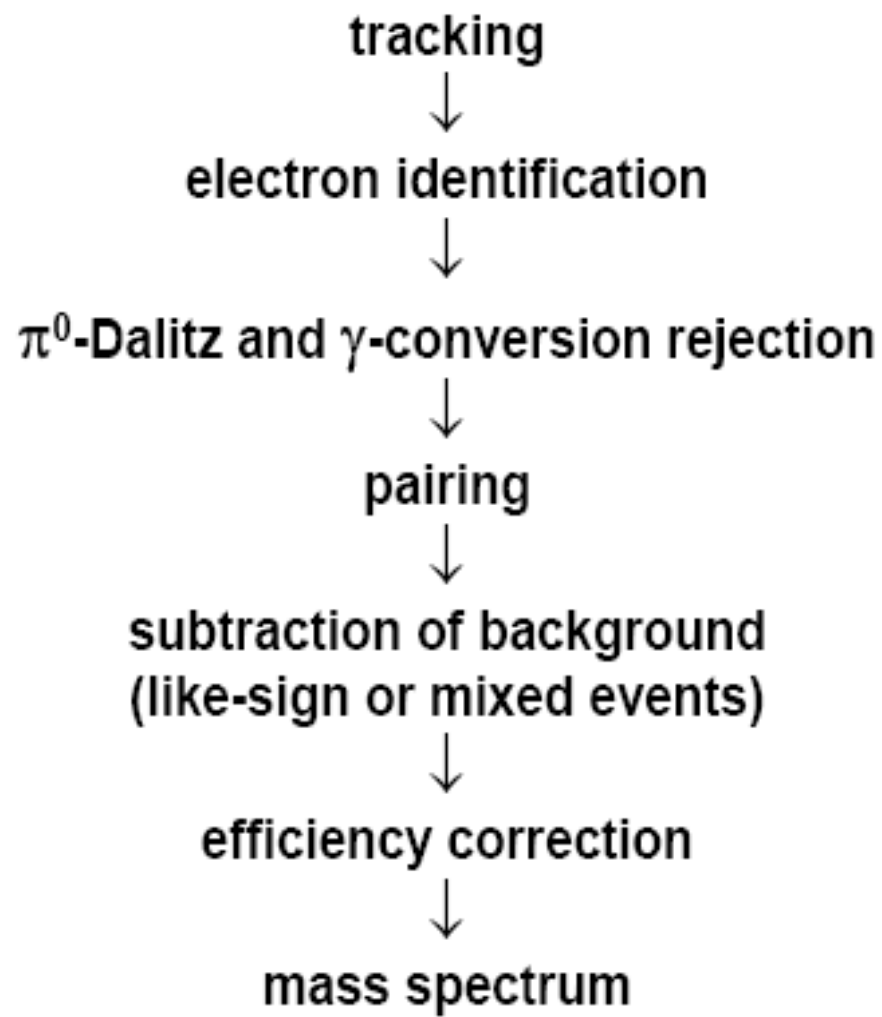 tracking
↓
electron identification
↓
π⁰-Dalitz and γ-conversion rejection
↓
pairing
↓
subtraction of background
(like-sign or mixed events)
↓
efficiency correction
↓
mass spectrum